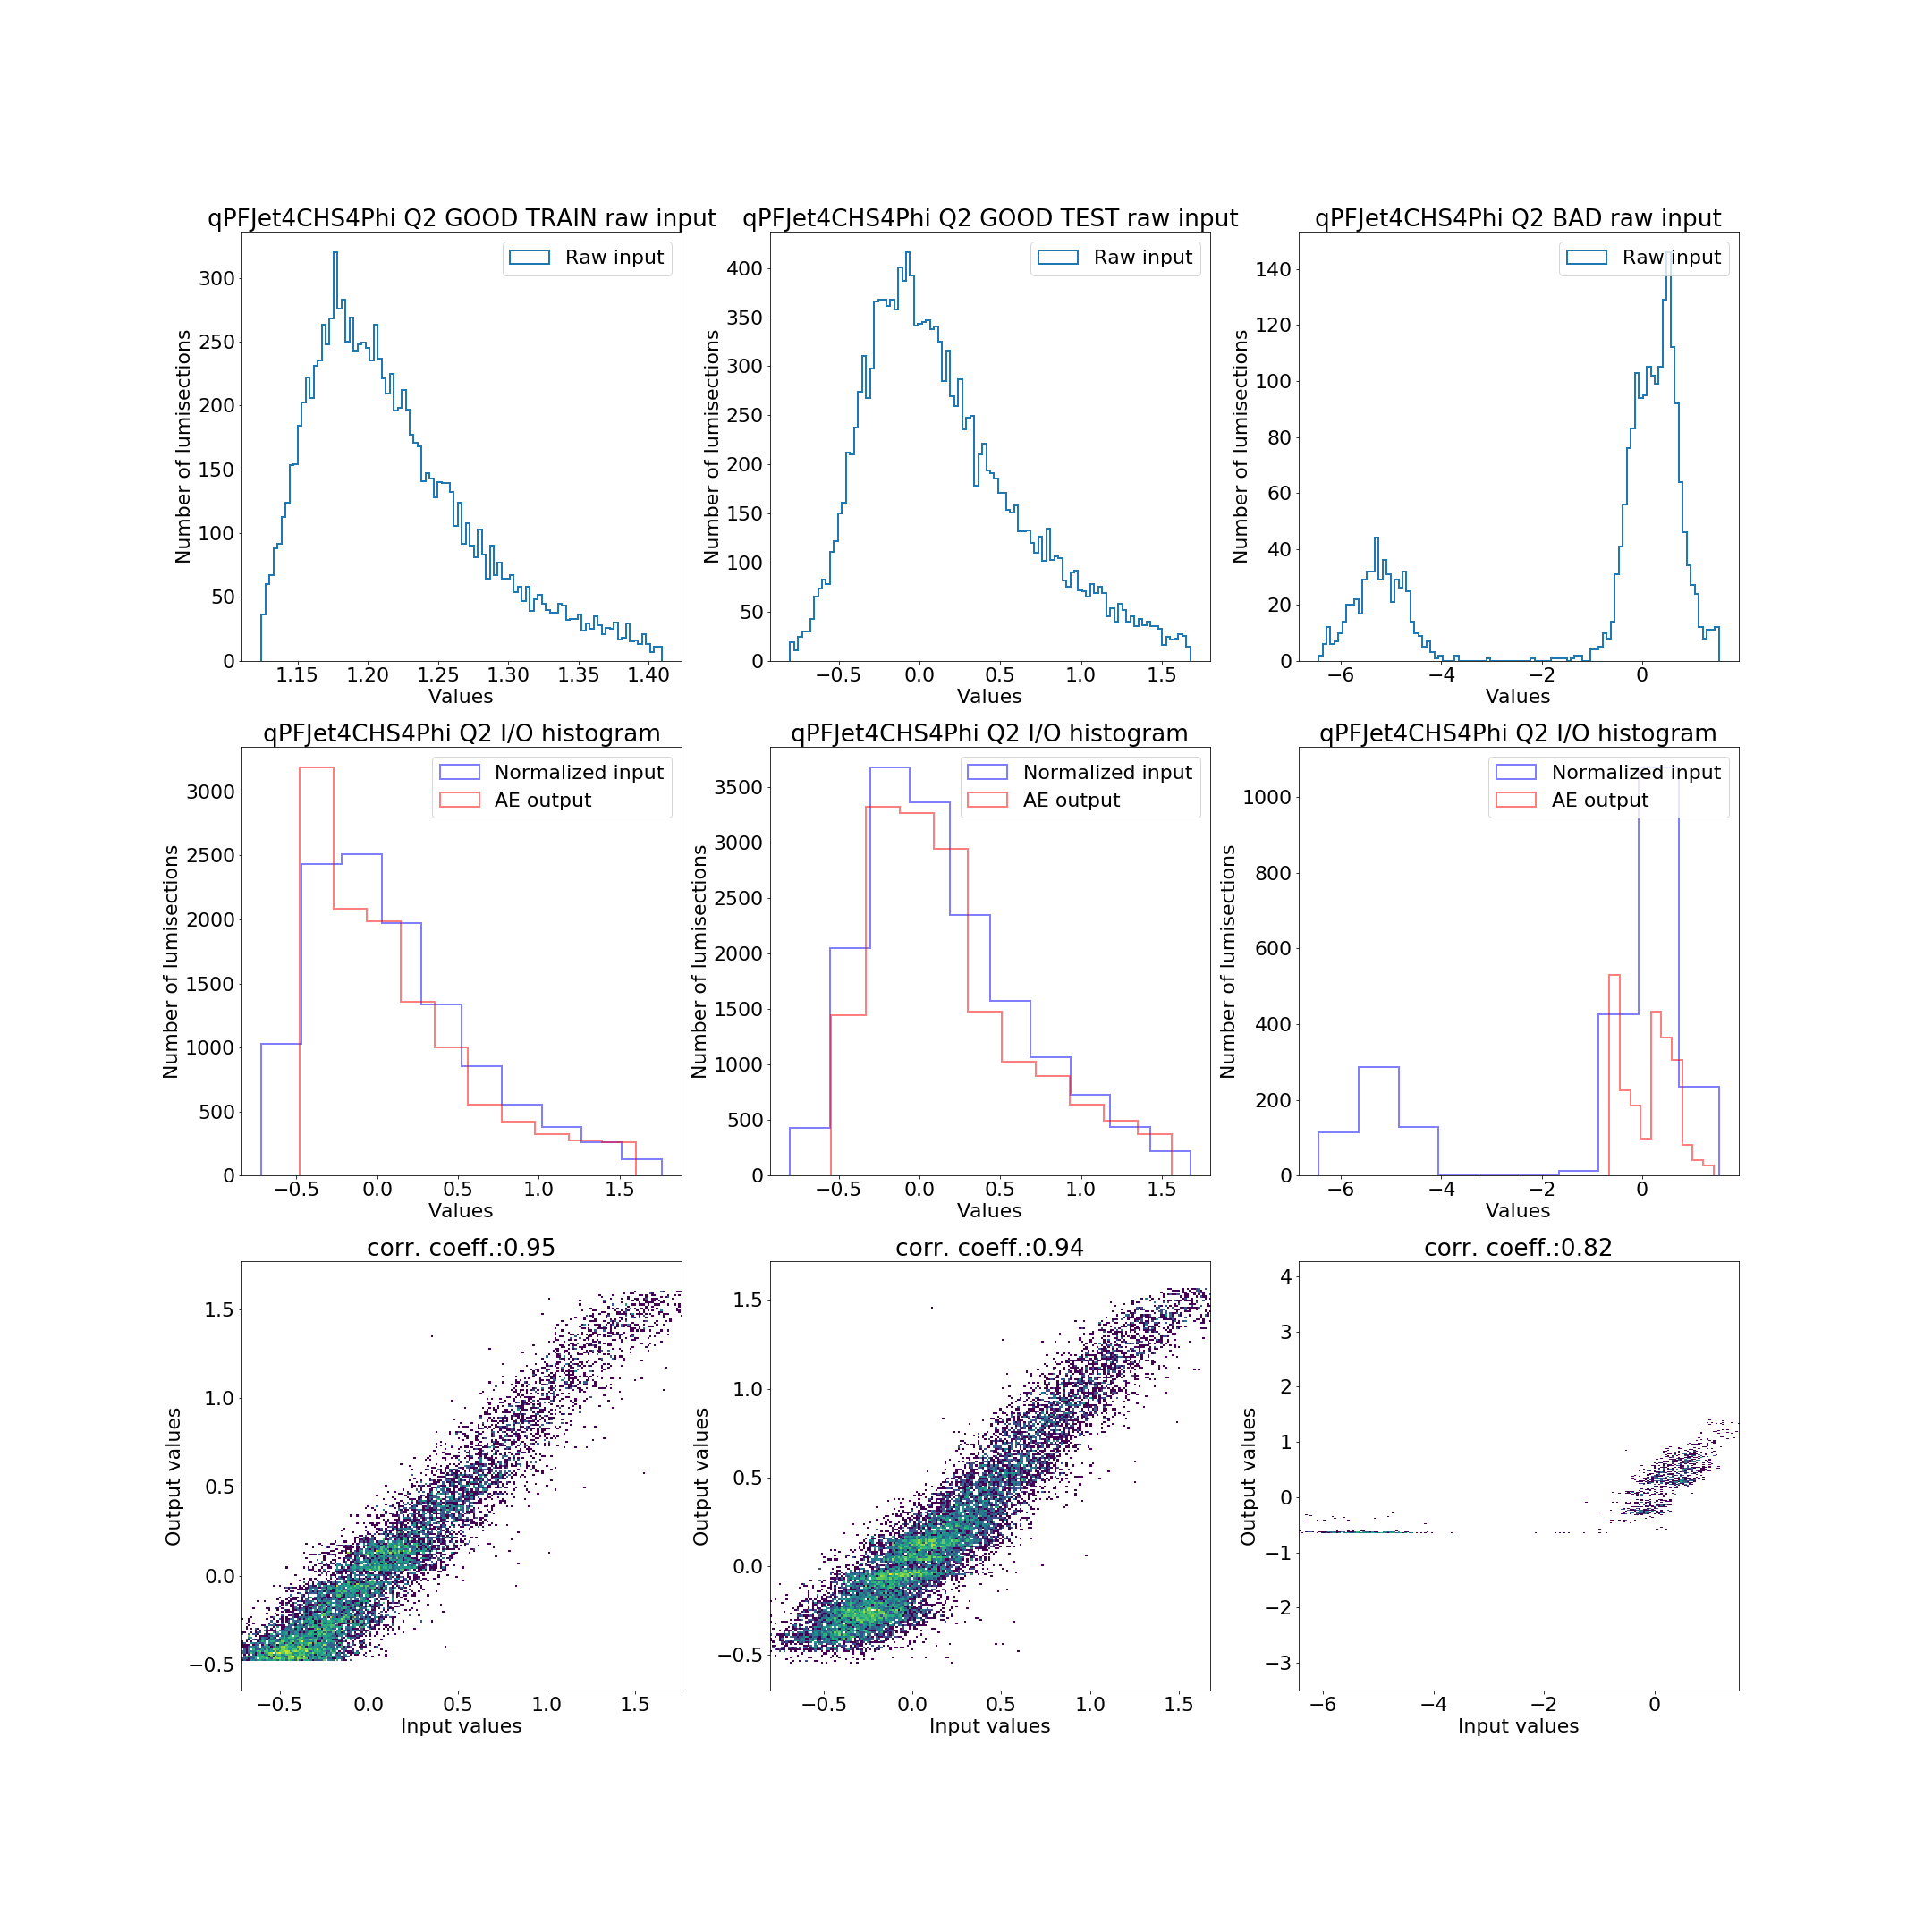 qPFJet4CHS4Phi Q2 GOOD TRAIN raw input
qPFJet4CHS4Phi Q2 GOOD TEST raw input
qPFJet4CHS4Phi Q2 BAD raw input
Raw input
Raw input
Raw input
Number of lumisections
300
250
200
150
100
50
0
1.15 1.20 1.25 1.30 1.35 1.40
Values
Number of lumisections
400
350
300
250
200
150
100
50
0
−0.5 0.0 0.5 1.0 1.5
Values
Number of lumisections
140
120
100
80
60
40
20
0
−6 −4 −2 0
Values
qPFJet4CHS4Phi Q2 I/O histogram
Normalized input
AE output
Number of lumisections
3000
2500
2000
1500
1000
500
0
−0.5 0.0 0.5 1.0 1.5
Values
qPFJet4CHS4Phi Q2 I/O histogram
Normalized input
AE output
Number of lumisections
3500
3000
2500
2000
1500
1000
500
0
−0.5 0.0 0.5 1.0 1.5
Values
qPFJet4CHS4Phi Q2 I/O histogram
Normalized input
AE output
Number of lumisections
1000
800
600
400
200
0
−6 −4 −2 0
Values
corr. coeff.:0.95
Output values
1.5
1.0
0.5
0.0
−0.5
−0.5 0.0 0.5 1.0 1.5
Input values
corr. coeff.:0.94
Output values
1.5
1.0
0.5
0.0
−0.5
−0.5 0.0 0.5 1.0 1.5
Input values
corr. coeff.:0.82
Output values
4
3
2
1
0
−1
−2
−3
−6 −4 −2 0
Input values